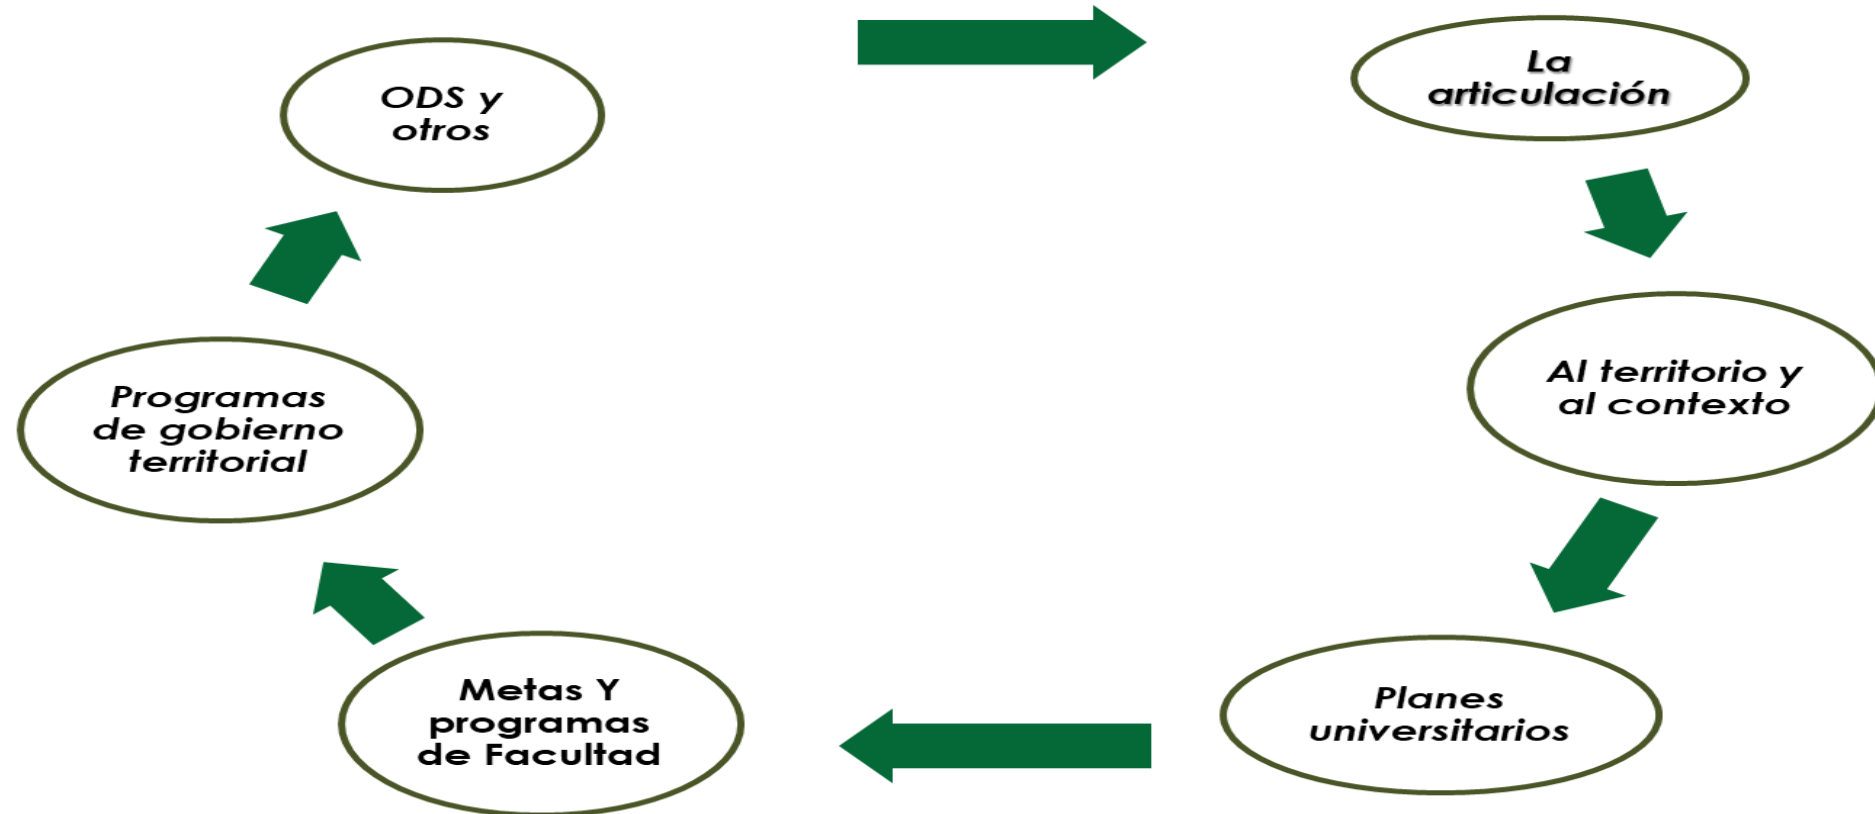 ODS y
otros
La
articulación
Al territorio y
al contexto
Planes
universitarios
Metas Y
programas
de Facultad
Programas
de gobierno
territorial